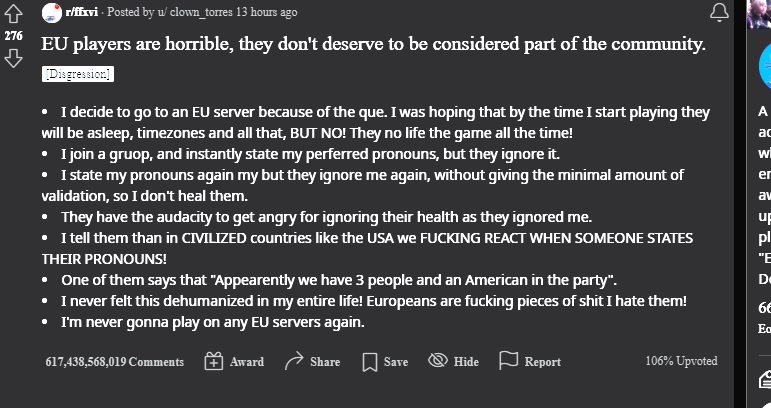 r/ffxvi · Posted by u/ clown_torres 13 hours ago
276
EU players are horrible, they don't deserve to be considered part of the community.
[Disgression]
• I decide to go to an EU server because of the que. I was hoping that by the time I start playing they
will be asleep, timezones and all that, BUT NO! They no life the game all the time!
• I join a gruop, and instantly state my perferred pronouns, but they ignore it.
• I state my pronouns again my but they ignore me again, without giving the minimal amount of
validation, so I don't heal them.
• They have the audacity to get angry for ignoring their health as they ignored me.
• I tell them than in CIVILIZED countries like the USA we FUCKING REACT WHEN SOMEONE STATES
THEIR PRONOUNS!
• One of them says that "Appearently we have 3 people and an American in the party".
• I never felt this dehumanized in my entire life! Europeans are fucking pieces of shit I hate them!
• I'm never gonna play on any EU servers again.
617,438,568,019 Comments Award Share Save Hide Report 106% Upvoted